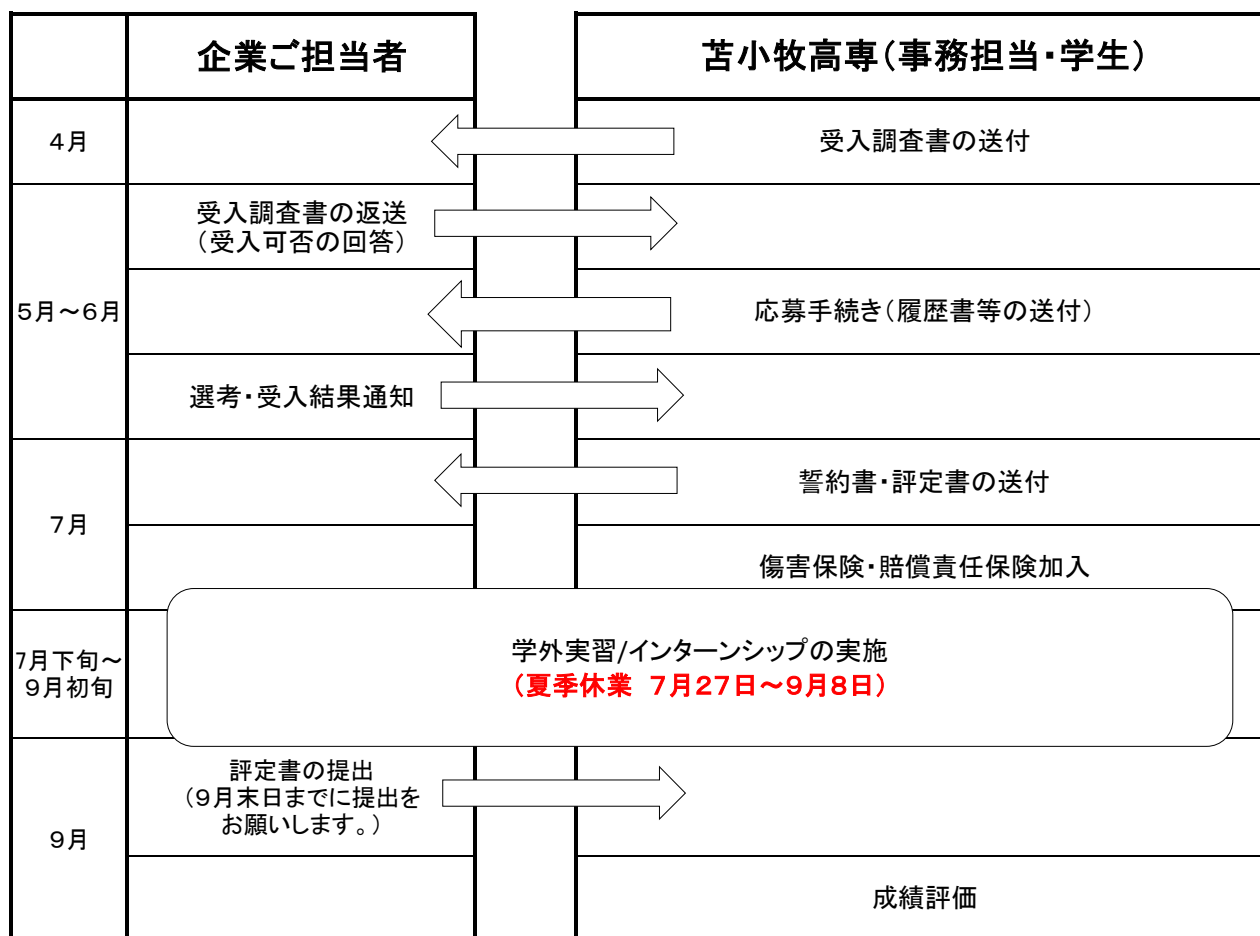 企業ご担当者
苫小牧高専（事務担当・学生）
４月
受入調査書の送付
５月～６月
受入調査書の返送
（受入可否の回答）
応募手続き（履歴書等の送付）
選考・受入結果通知
７月
誓約書・評定書の送付
傷害保険・賠償責任保険加入
7月下旬～
９月初旬
学外実習/インターンシップの実施
（夏季休業　７月２７日～９月８日）
９月
評定書の提出
（９月末日までに提出を
お願いします。）
成績評価